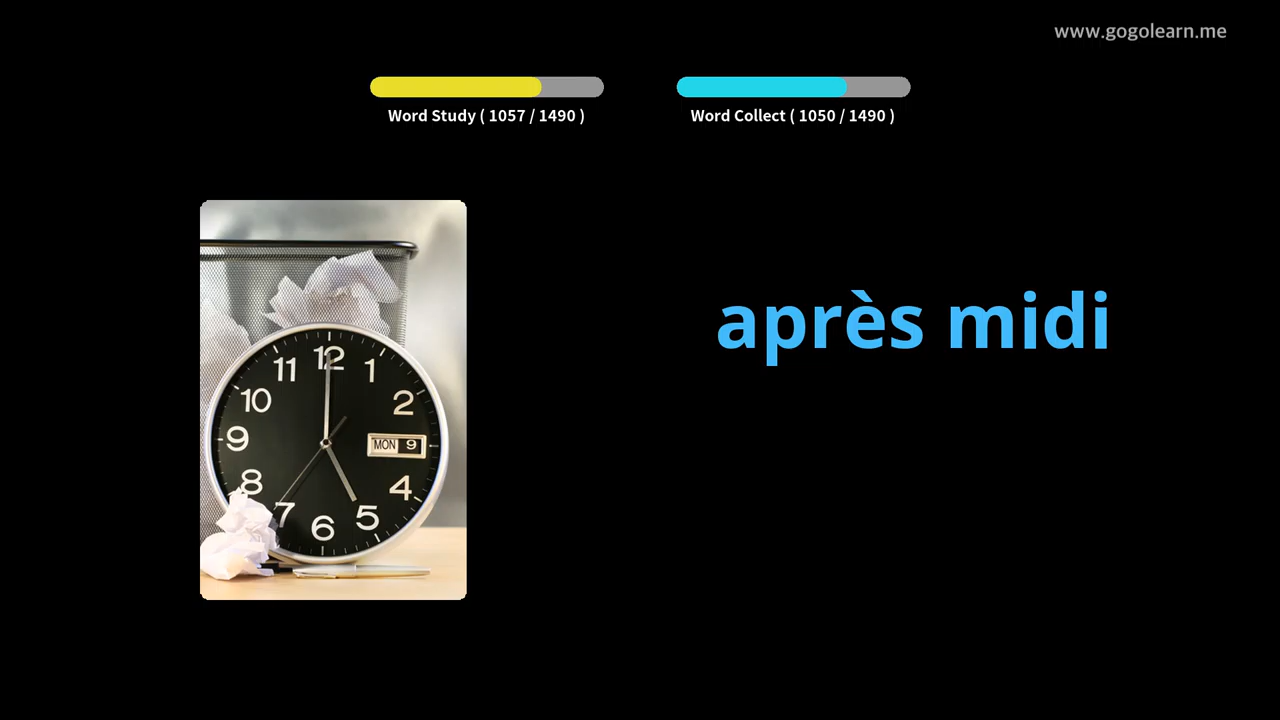 www.gogolearn.me
Word Study ( 1057 / 1490 )
Word Collect ( 1050 / 1490 )
après midi
12
11
1
10
2
9
MON 9
8
4
7
5
6